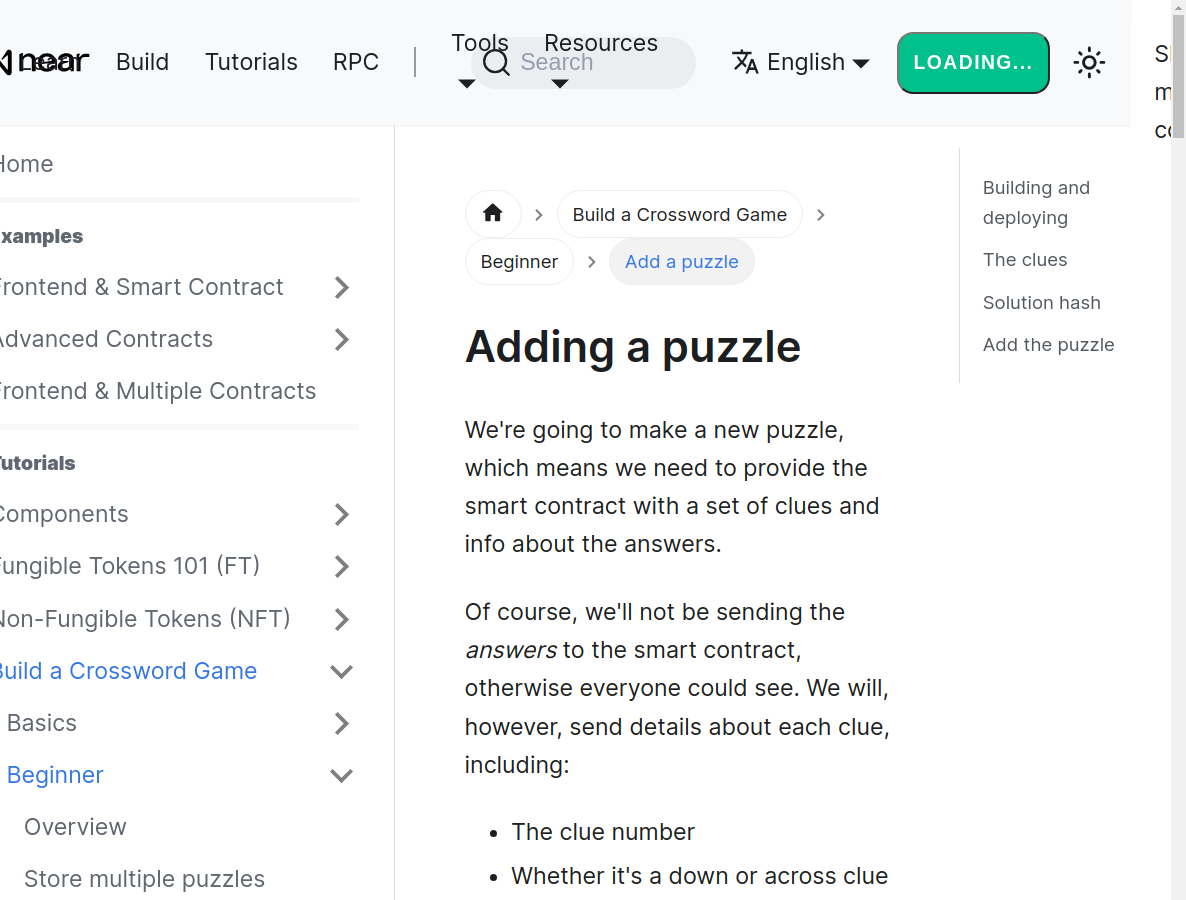 near
Build
Tutorials
RPC
Tools
Resources
Search
English
LOADING...
Home
Examples
Frontend & Smart Contract
Advanced Contracts
Frontend & Multiple Contracts
Tutorials
Components
Fungible Tokens 101 (FT)
Non-Fungible Tokens (NFT)
Build a Crossword Game
Basics
Beginner
Overview
Store multiple puzzles
Build a Crossword Game
Beginner
Add a puzzle
Adding a puzzle
We're going to make a new puzzle,
which means we need to provide the
smart contract with a set of clues and
info about the answers.
Of course, we'll not be sending the
answers to the smart contract,
otherwise everyone could see. We will,
however, send details about each clue,
including:
The clue number
Whether it's a down or across clue
Building and
deploying
The clues
Solution hash
Add the puzzle